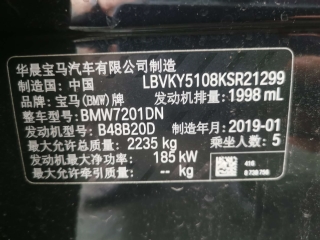 华晨宝马汽车有限公司制造
制造国：中国 LBVKY5108KSR21299
品牌：宝马(BMW)牌 发动机排量：1998 mL
整车型号：BMW7201DN
发动机型号：B48B20D 制造年月：2019-01
最大允许总质量：2235 kg 乘坐人数：5
发动机最大净功率：185 kW
最大允许牵引质量：-- kg
416